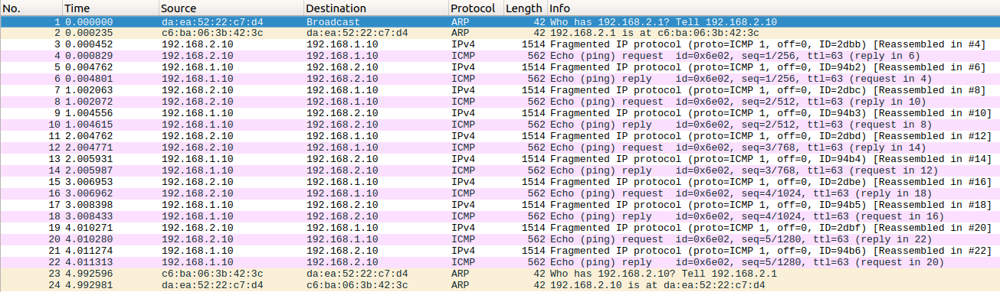 No. Time Source Destination Protocol Length Info
1 0.000000 da:ea:52:22:c7:d4 Broadcast ARP 42 Who has 192.168.2.1? Tell 192.168.2.10
2 0.000235 c6:ba:06:3b:42:3c da:ea:52:22:c7:d4 ARP 42 192.168.2.1 is at c6:ba:06:3b:42:3c
3 0.000452 192.168.2.10 192.168.1.10 IPv4 1514 Fragmented IP protocol (proto=ICMP 1, off=0, ID=2dbb) [Reassembled in #4]
4 0.000829 192.168.2.10 192.168.1.10 ICMP 562 Echo (ping) request id=0x6e02, seq=1/256, ttl=63 (reply in 6)
5 0.004762 192.168.1.10 192.168.2.10 IPv4 1514 Fragmented IP protocol (proto=ICMP 1, off=0, ID=94b2) [Reassembled in #6]
6 0.004801 192.168.1.10 192.168.2.10 ICMP 562 Echo (ping) reply id=0x6e02, seq=1/256, ttl=63 (request in 4)
7 1.002063 192.168.2.10 192.168.1.10 IPv4 1514 Fragmented IP protocol (proto=ICMP 1, off=0, ID=2dbc) [Reassembled in #8]
8 1.002072 192.168.2.10 192.168.1.10 ICMP 562 Echo (ping) request id=0x6e02, seq=2/512, ttl=63 (reply in 10)
9 1.004556 192.168.1.10 192.168.2.10 IPv4 1514 Fragmented IP protocol (proto=ICMP 1, off=0, ID=94b3) [Reassembled in #10]
10 1.004615 192.168.1.10 192.168.2.10 ICMP 562 Echo (ping) reply id=0x6e02, seq=2/512, ttl=63 (request in 8)
11 2.004762 192.168.2.10 192.168.1.10 IPv4 1514 Fragmented IP protocol (proto=ICMP 1, off=0, ID=2dbd) [Reassembled in #12]
12 2.004771 192.168.2.10 192.168.1.10 ICMP 562 Echo (ping) request id=0x6e02, seq=3/768, ttl=63 (reply in 14)
13 2.005931 192.168.1.10 192.168.2.10 IPv4 1514 Fragmented IP protocol (proto=ICMP 1, off=0, ID=94b4) [Reassembled in #14]
14 2.005987 192.168.1.10 192.168.2.10 ICMP 562 Echo (ping) reply id=0x6e02, seq=3/768, ttl=63 (request in 12)
15 3.006953 192.168.2.10 192.168.1.10 IPv4 1514 Fragmented IP protocol (proto=ICMP 1, off=0, ID=2dbe) [Reassembled in #16]
16 3.006962 192.168.2.10 192.168.1.10 ICMP 562 Echo (ping) request id=0x6e02, seq=4/1024, ttl=63 (reply in 18)
17 3.008398 192.168.1.10 192.168.2.10 IPv4 1514 Fragmented IP protocol (proto=ICMP 1, off=0, ID=94b5) [Reassembled in #18]
18 3.008433 192.168.1.10 192.168.2.10 ICMP 562 Echo (ping) reply id=0x6e02, seq=4/1024, ttl=63 (request in 16)
19 4.010271 192.168.2.10 192.168.1.10 IPv4 1514 Fragmented IP protocol (proto=ICMP 1, off=0, ID=2dbf) [Reassembled in #20]
20 4.010280 192.168.2.10 192.168.1.10 ICMP 562 Echo (ping) request id=0x6e02, seq=5/1280, ttl=63 (reply in 22)
21 4.011274 192.168.1.10 192.168.2.10 IPv4 1514 Fragmented IP protocol (proto=ICMP 1, off=0, ID=94b6) [Reassembled in #22]
22 4.011313 192.168.1.10 192.168.2.10 ICMP 562 Echo (ping) reply id=0x6e02, seq=5/1280, ttl=63 (request in 20)
23 4.992596 c6:ba:06:3b:42:3c da:ea:52:22:c7:d4 ARP 42 Who has 192.168.2.10? Tell 192.168.2.1
24 4.992981 da:ea:52:22:c7:d4 c6:ba:06:3b:42:3c ARP 42 192.168.2.10 is at da:ea:52:22:c7:d4